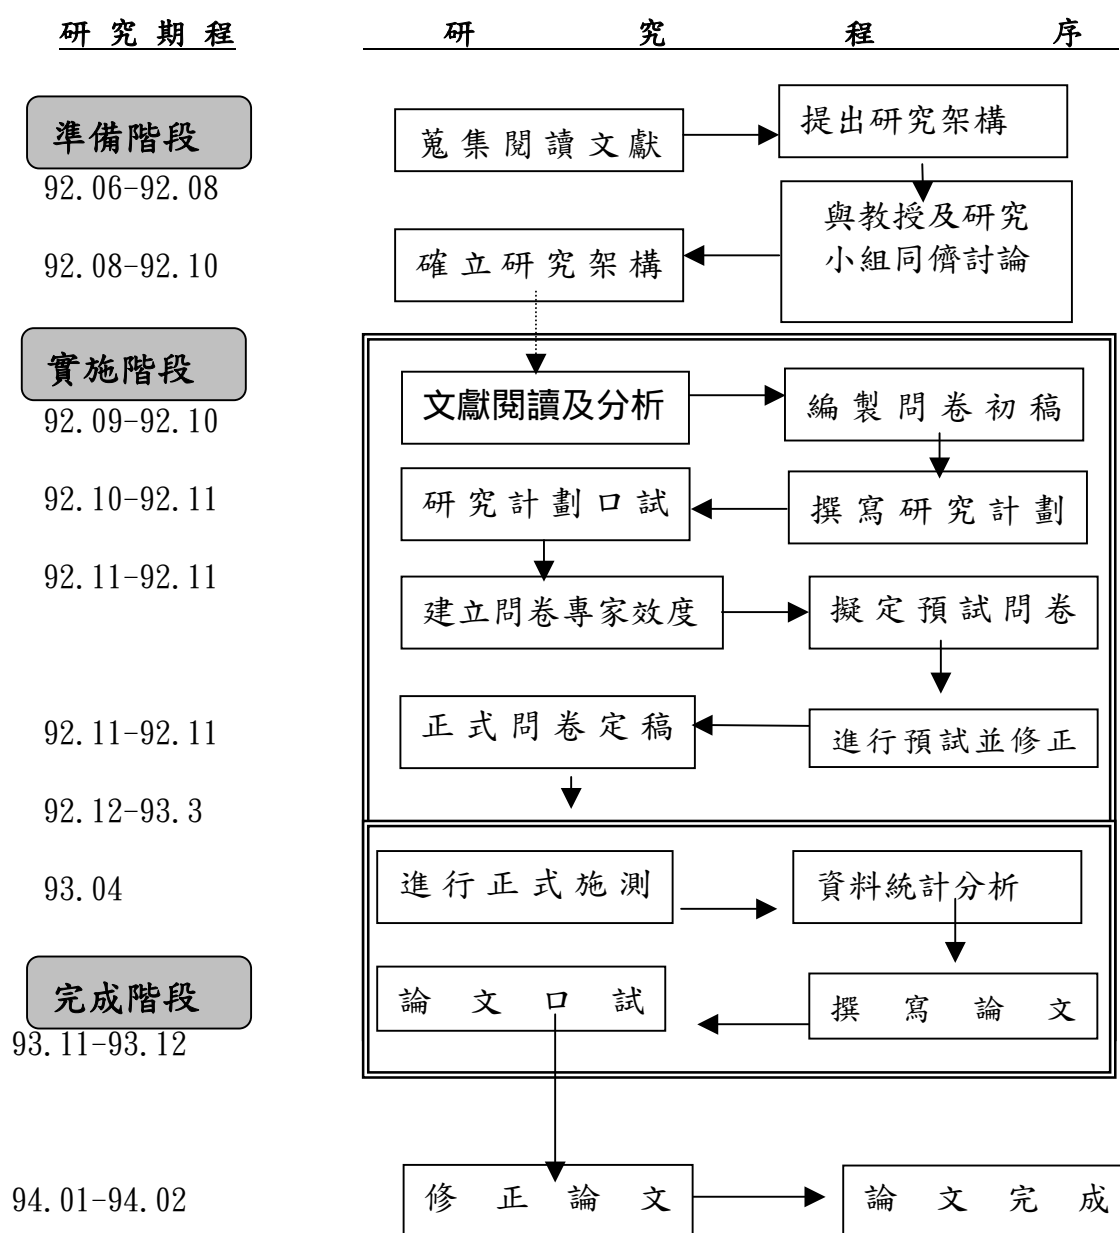 研究期程 研究程序
準備階段
蒐集閱讀文獻 提出研究架構
92.06-92.08
與教授及研究
小組同儕討論
92.08-92.10 確立研究架構
實施階段
文獻閱讀及分析 編製問卷初稿
92.09-92.10
92.10-92.11 研究計劃口試 撰寫研究計劃
92.11-92.11 建立問卷專家效度 擬定預試問卷
92.11-92.11 正式問卷定稿 進行預試並修正
92.12-93.3
93.04 進行正式施測 資料統計分析
完成階段
論文口試 撰寫論文
93.11-93.12
94.01-94.02 修正論文 論文完成